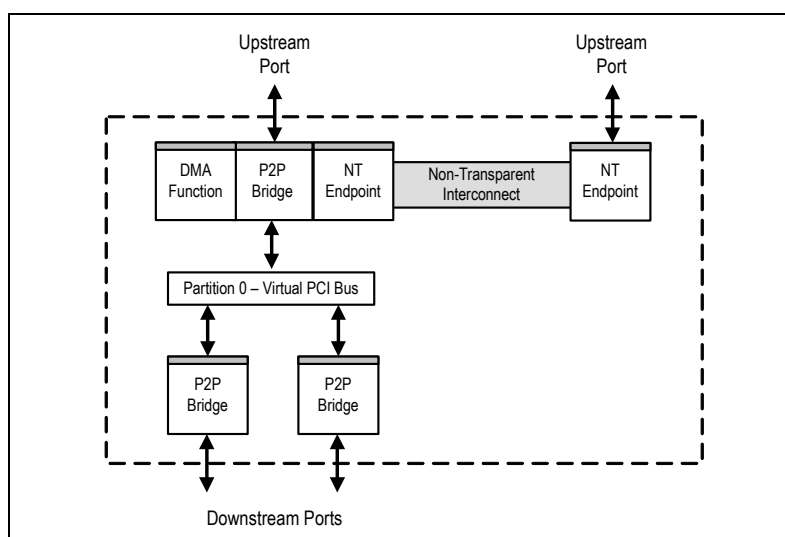 Upstream
Port
Upstream
Port
DMA
Function
P2P
Bridge
NT
Endpoint
Non-Transparent
Interconnect
NT
Endpoint
Partition 0 – Virtual PCI Bus
P2P
Bridge
P2P
Bridge
Downstream Ports